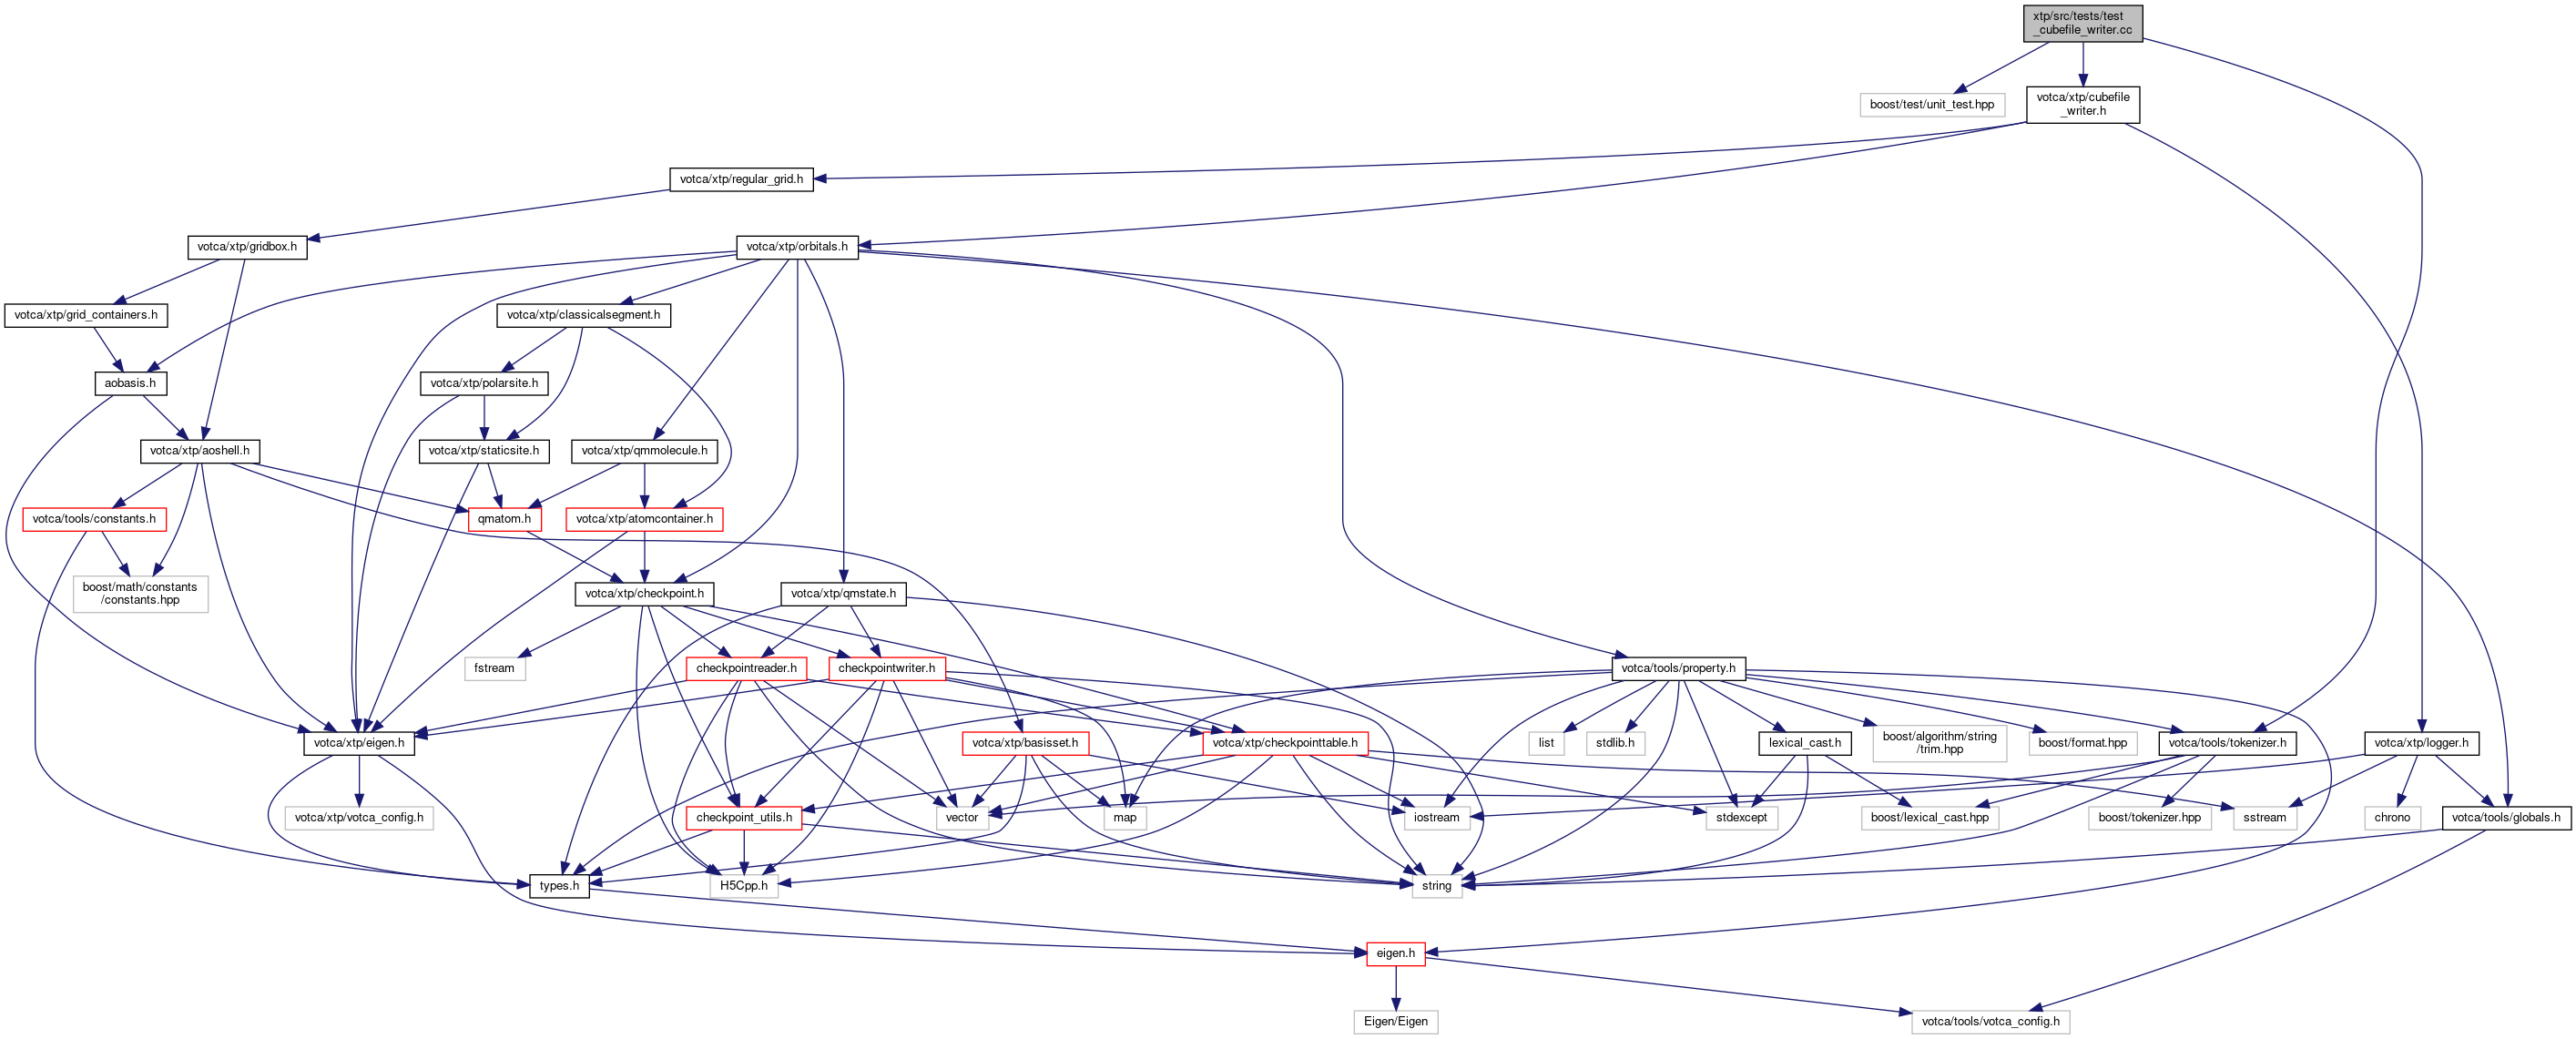 xtp/src/tests/test
_cubefile_writer.cc
boost/test/unit_test.hpp
votca/xtp/cubefile
_writer.h
votca/xtp/regular_grid.h
votca/xtp/gridbox.h
votca/xtp/orbitals.h
votca/xtp/grid_containers.h
votca/xtp/classicalsegment.h
aobasis.h
votca/xtp/polarsite.h
votca/xtp/aoshell.h
votca/xtp/staticsite.h
votca/xtp/qmmolecule.h
votca/tools/constants.h
qmatom.h
votca/xtp/atomcontainer.h
boost/math/constants
/constants.hpp
votca/xtp/checkpoint.h
votca/xtp/qmstate.h
fstream
checkpointreader.h
checkpointwriter.h
votca/tools/property.h
votca/xtp/eigen.h
votca/xtp/basisset.h
votca/xtp/checkpointtable.h
list
stdlib.h
lexical_cast.h
boost/algorithm/string
/trim.hpp
boost/format.hpp
votca/tools/tokenizer.h
votca/xtp/logger.h
votca/xtp/votca_config.h
checkpoint_utils.h
vector
map
iostream
stdexcept
boost/lexical_cast.hpp
boost/tokenizer.hpp
sstream
chrono
votca/tools/globals.h
types.h
H5Cpp.h
string
eigen.h
Eigen/Eigen
votca/tools/votca_config.h